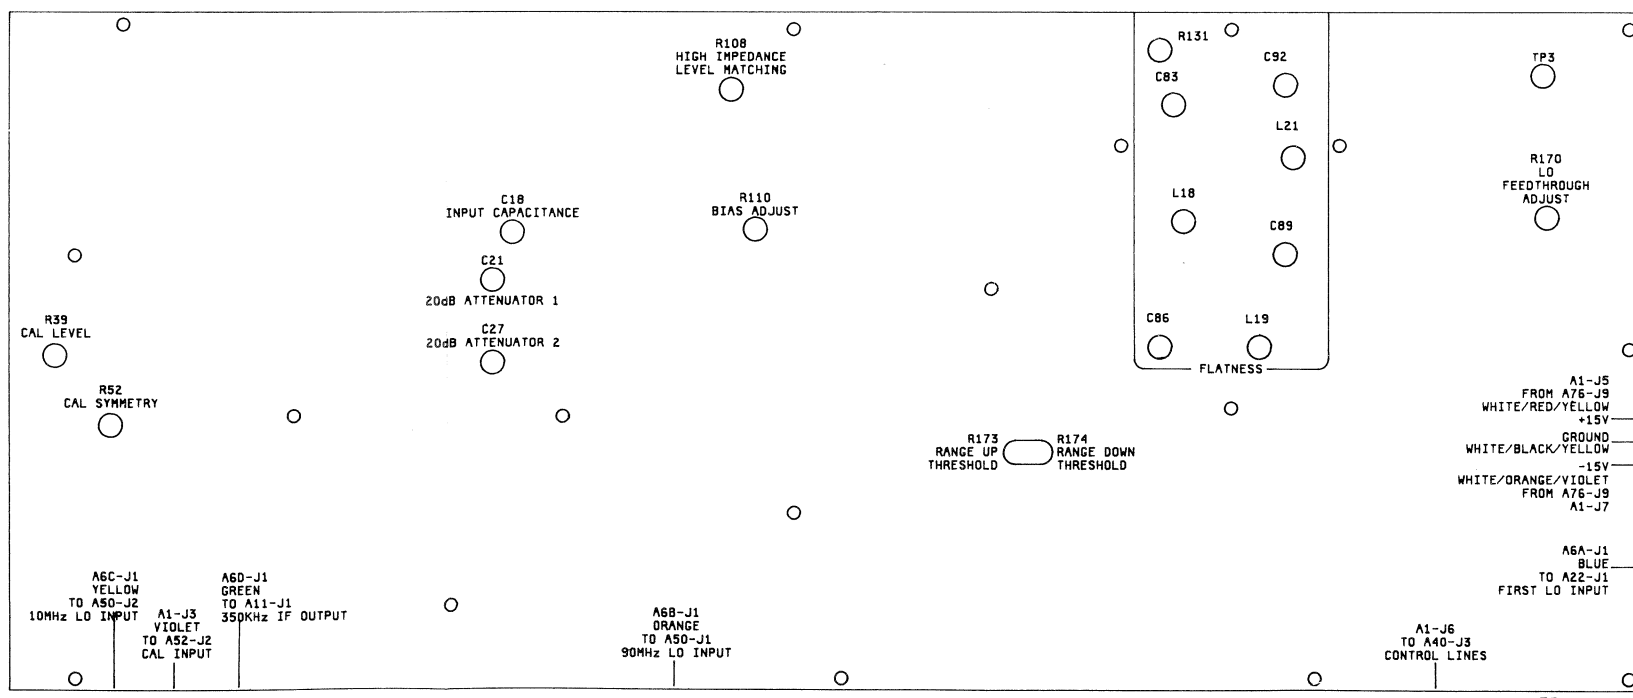 R108
HIGH IMPEDANCE
LEVEL MATCHING
R131
C83
C92
L21
L18
C89
C86
L19
FLATNESS
TP3
R170
LO
FEEDTHROUGH
ADJUST
C18
INPUT CAPACITANCE
R110
BIAS ADJUST
C21
20dB ATTENUATOR 1
C27
20dB ATTENUATOR 2
R39
CAL LEVEL
R52
CAL SYMMETRY
R173
RANGE UP
THRESHOLD
R174
RANGE DOWN
THRESHOLD
A1-J5
FROM A76-J9
WHITE/RED/YELLOW
+15V
GROUND
WHITE/BLACK/YELLOW
-15V
WHITE/ORANGE/VIOLET
FROM A76-J9
A1-J7
A6A-J1
BLUE
TO A22-J1
FIRST LO INPUT
A6C-J1
YELLOW
TO A50-J2
10MHz LO INPUT
A1-J3
VIOLET
TO A52-J2
CAL INPUT
A6D-J1
GREEN
TO A11-J1
350KHz IF OUTPUT
A6B-J1
ORANGE
TO A50-J1
90MHz LO INPUT
A1-J6
TO A40-J3
CONTROL LINES